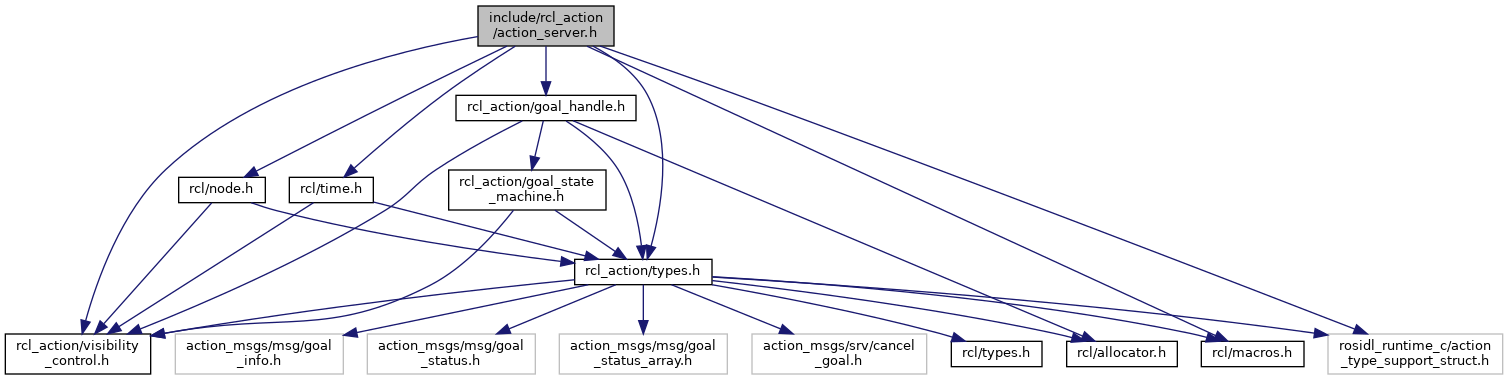 include/rcl_action
/action_server.h
rcl_action/goal_handle.h
rcl/node.h
rcl/time.h
rcl_action/goal_state
_machine.h
rcl_action/types.h
rcl_action/visibility
_control.h
action_msgs/msg/goal
_info.h
action_msgs/msg/goal
_status.h
action_msgs/msg/goal
_status_array.h
action_msgs/srv/cancel
_goal.h
rcl/types.h
rcl/allocator.h
rcl/macros.h
rosidl_runtime_c/action
_type_support_struct.h